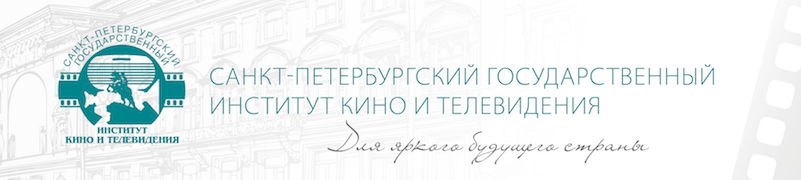 САНКТ-ПЕТЕРБУРГСКИЙ
ГОСУДАРСТВЕННЫЙ
ИНСТИТУТ
КИНО И ТЕЛЕВИДЕНИЯ
САНКТ-ПЕТЕРБУРГСКИЙ ГОСУДАРСТВЕННЫЙ
ИНСТИТУТ КИНО И ТЕЛЕВИДЕНИЯ
Для яркого будущего страны